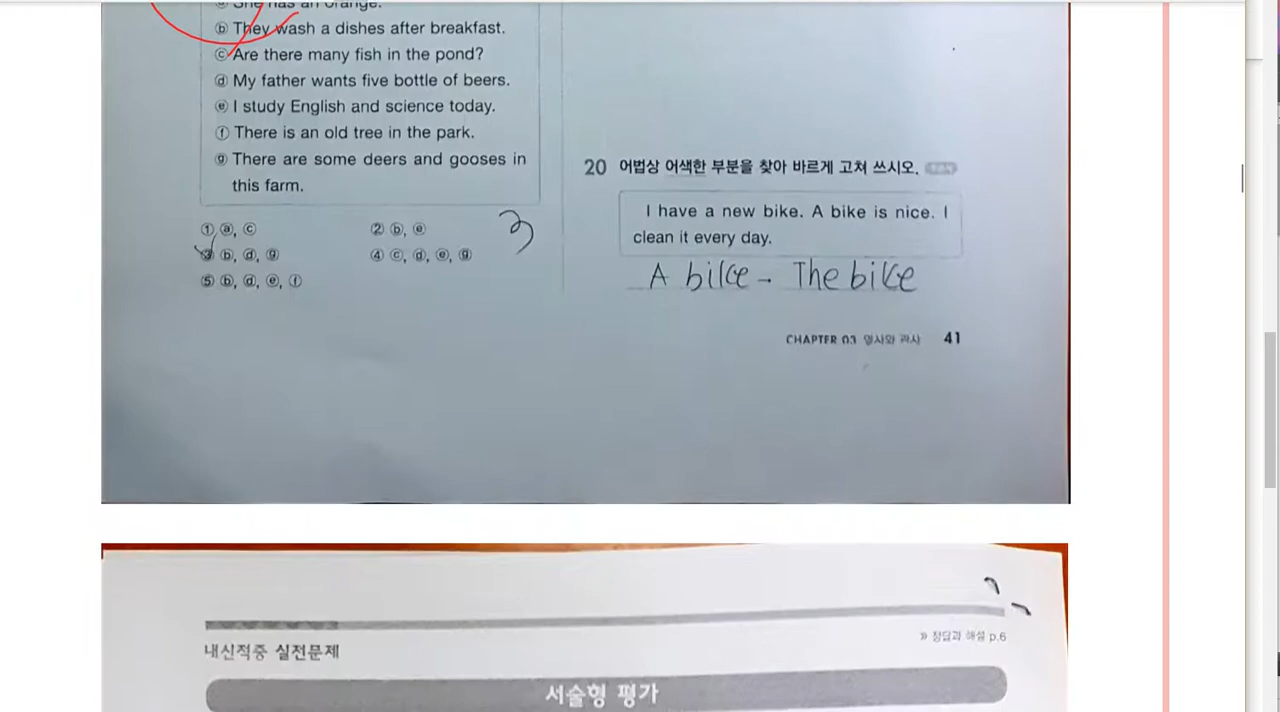 ⓐ She has an orange.
ⓑ They wash a dishes after breakfast.
ⓒ Are there many fish in the pond?
ⓓ My father wants five bottle of beers.
ⓔ I study English and science today.
ⓕ There is an old tree in the park.
ⓖ There are some deers and gooses in
this farm.
① ⓐ, ⓒ
② ⓑ, ⓔ
③ ⓑ, ⓓ, ⓖ
④ ⓒ, ⓓ, ⓔ, ⓖ
⑤ ⓑ, ⓓ, ⓔ, ⓕ
3
20 어법상 어색한 부분을 찾아 바르게 고쳐 쓰시오.
I have a new bike. A bike is nice. I
clean it every day.
A bike - The bike
CHAPTER 03 명사와 관사 41
» 정답과 해설 p.6
내신적중 실전문제
서술형 평가